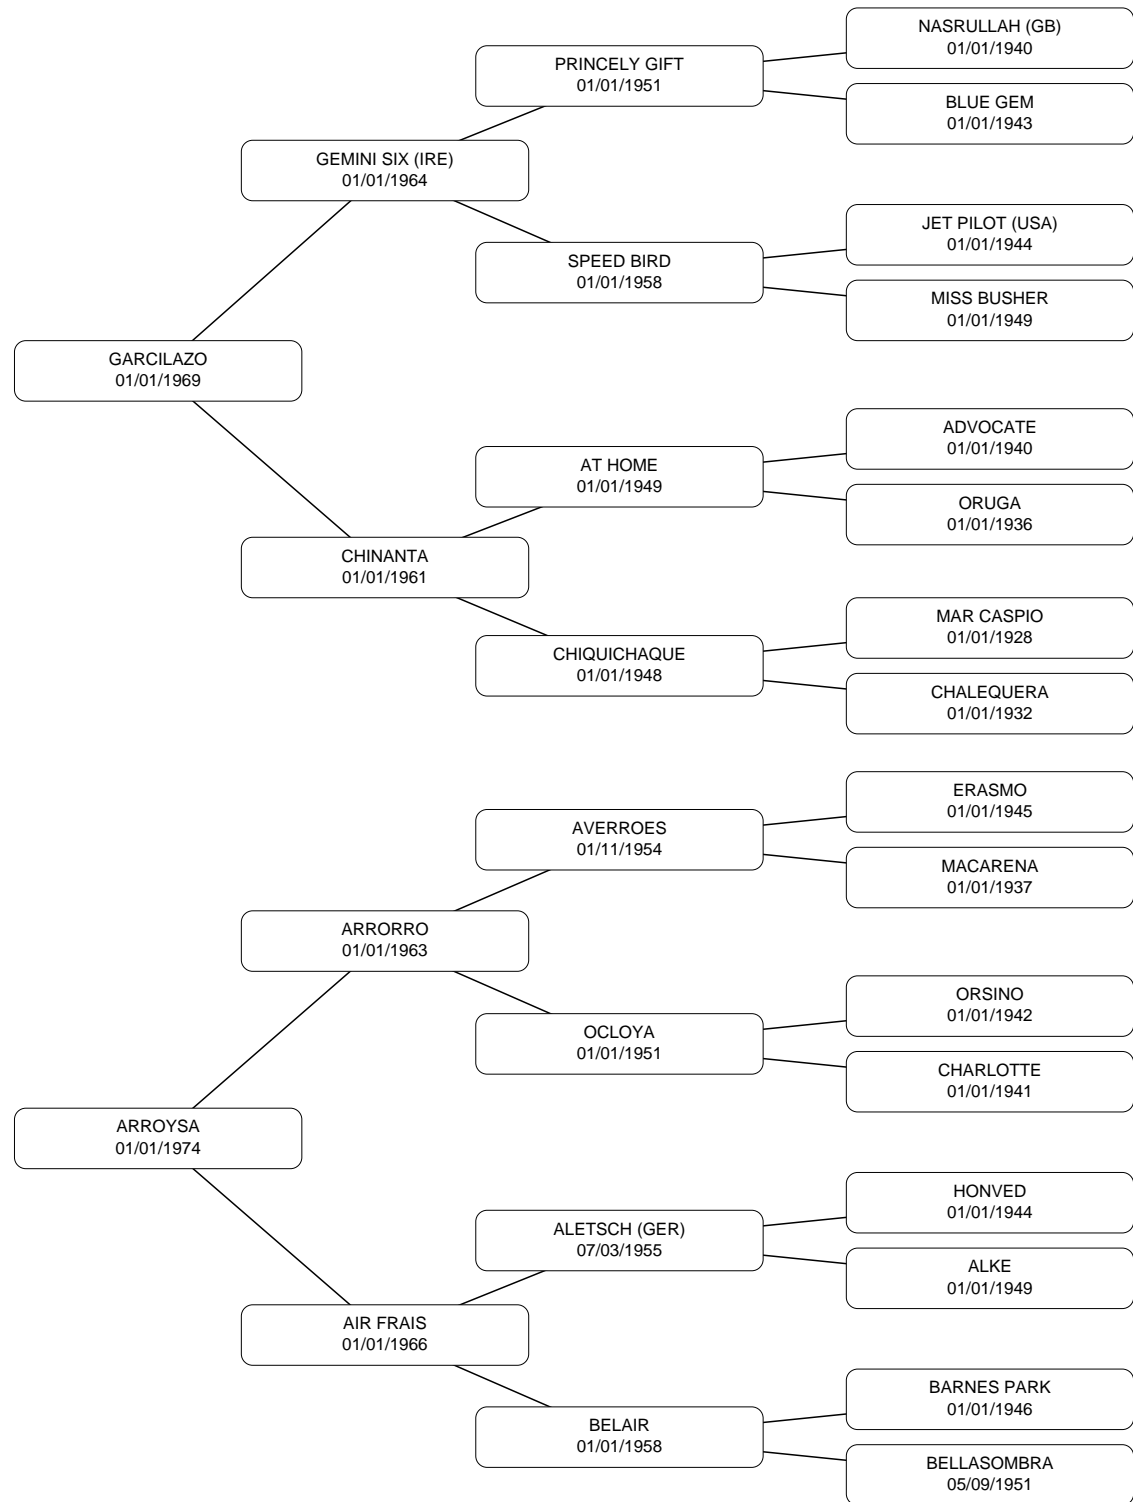 NASRULLAH (GB)
01/01/1940
PRINCELY GIFT
01/01/1951
BLUE GEM
01/01/1943
GEMINI SIX (IRE)
01/01/1964
JET PILOT (USA)
01/01/1944
SPEED BIRD
01/01/1958
MISS BUSHER
01/01/1949
GARCILAZO
01/01/1969
ADVOCATE
01/01/1940
AT HOME
01/01/1949
ORUGA
01/01/1936
CHINANTA
01/01/1961
MAR CASPIO
01/01/1928
CHIQUICHAQUE
01/01/1948
CHALEQUERA
01/01/1932
ERASMO
01/01/1945
AVERROES
01/11/1954
MACARENA
01/01/1937
ARRORRO
01/01/1963
ORSINO
01/01/1942
OCLOYA
01/01/1951
CHARLOTTE
01/01/1941
ARROYSA
01/01/1974
HONVED
01/01/1944
ALETSCH (GER)
07/03/1955
ALKE
01/01/1949
AIR FRAIS
01/01/1966
BARNES PARK
01/01/1946
BELAIR
01/01/1958
BELLASOMBRA
05/09/1951